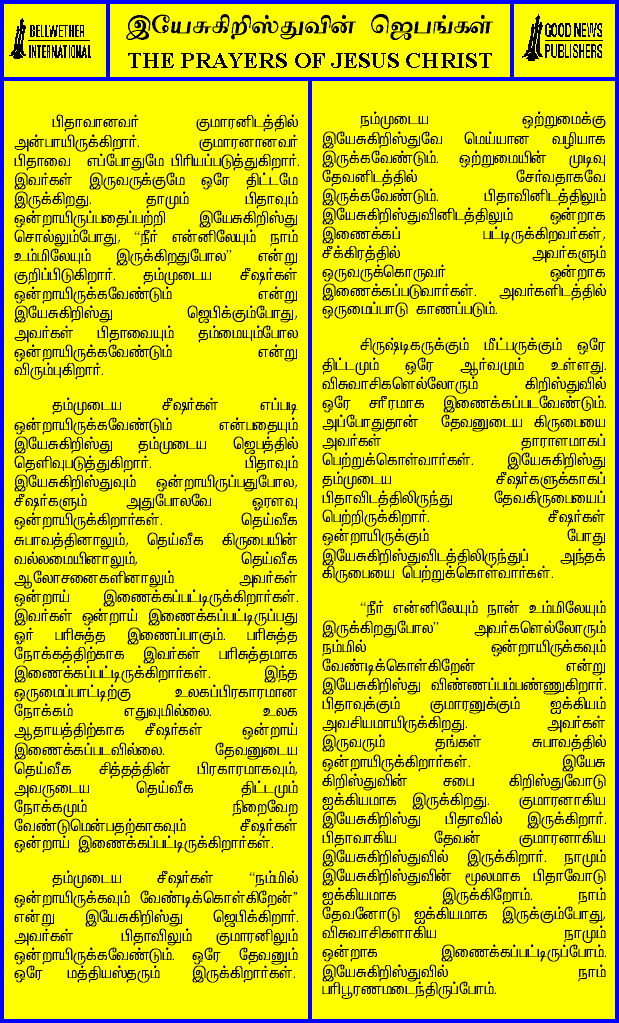 BELLWETHER
INTERNATIONAL
இயேசுகிறிஸ்துவின் ஜெபங்கள்
THE PRAYERS OF JESUS CHRIST
GOOD NEWS
PUBLISHERS
பிதாவானவர் குமாரனிடத்தில்
அன்பாயிருக்கிறார். குமாரனானவர்
பிதாவை எப்போதுமே பிரியப்படுத்துகிறார்.
இவர்கள் இருவருக்குமே ஒரே திட்டமே
இருக்கிறது. தாமும் பிதாவும்
ஒன்றாயிருப்பதைப்பற்றி இயேசுகிறிஸ்து
சொல்லும்போது, “நீர் என்னிலேயும் நாம்
உம்மிலேயும் இருக்கிறதுபோல” என்று
குறிப்பிடுகிறார். தம்முடைய சீஷர்கள்
ஒன்றாயிருக்கவேண்டும் என்று
இயேசுகிறிஸ்து ஜெபிக்கும்போது,
அவர்கள் பிதாவையும் தம்மையும்போல
ஒன்றாயிருக்கவேண்டும் என்று
விரும்புகிறார்.
தம்முடைய சீஷர்கள் எப்படி
ஒன்றாயிருக்கவேண்டும் என்பதையும்
இயேசுகிறிஸ்து தம்முடைய ஜெபத்தில்
தெளிவுபடுத்துகிறார். பிதாவும்
இயேசுகிறிஸ்துவும் ஒன்றாயிருப்பதுபோல,
சீஷர்களும் அதுபோலவே ஓரளவு
ஒன்றாயிருக்கிறார்கள். தெய்வீக
சுபாவத்தினாலும், தெய்வீக கிருபையின்
வல்லமையினாலும், தெய்வீக
ஆலோசனைகளினாலும் அவர்கள்
ஒன்றாய் இணைக்கப்பட்டிருக்கிறார்கள்.
இவர்கள் ஒன்றாய் இணைக்கப்பட்டிருப்பது
ஓர் பரிசுத்த இணைப்பாகும். பரிசுத்த
நோக்கத்திற்காக இவர்கள் பரிசுத்தமாக
இணைக்கப்பட்டிருக்கிறார்கள். இந்த
ஒருமைப்பாட்டிற்கு உலகப்பிரகாரமான
நோக்கம் எதுவுமில்லை. உலக
ஆதாயத்திற்காக சீஷர்கள் ஒன்றாய்
இணைக்கப்படவில்லை. தேவனுடைய
தெய்வீக சித்தத்தின் பிரகாரமாகவும்,
அவருடைய தெய்வீக திட்டமும்
நோக்கமும் நிறைவேற
வேண்டுமென்பதற்காகவும் சீஷர்கள்
ஒன்றாய் இணைக்கப்பட்டிருக்கிறார்கள்.
தம்முடைய சீஷர்கள் “நம்மில்
ஒன்றாயிருக்கவும் வேண்டிக்கொள்கிறேன்”
என்று இயேசுகிறிஸ்து ஜெபிக்கிறார்.
அவர்கள் பிதாவிலும் குமாரனிலும்
ஒன்றாயிருக்கவேண்டும். ஒரே தேவனும்
ஒரே மத்தியஸ்தரும் இருக்கிறார்கள்.
நம்முடைய ஒற்றுமைக்கு
இயேசுகிறிஸ்துவே மெய்யான வழியாக
இருக்கவேண்டும். ஒற்றுமையின் முடிவு
தேவனிடத்தில் சேர்வதாகவே
இருக்கவேண்டும். பிதாவினிடத்திலும்
இயேசுகிறிஸ்துவினிடத்திலும் ஒன்றாக
இணைக்கப் பட்டிருக்கிறவர்கள்,
சீக்கிரத்தில் அவர்களும்
ஒருவருக்கொருவர் ஒன்றாக
இணைக்கப்படுவார்கள். அவர்களிடத்தில்
ஒருமைப்பாடு காணப்படும்.
சிருஷ்டிகருக்கும் மீட்பருக்கும் ஒரே
திட்டமும் ஒரே ஆர்வமும் உள்ளது.
விசுவாசிகளெல்லோரும் கிறிஸ்துவில்
ஒரே சரீரமாக இணைக்கப்படவேண்டும்.
அப்போதுதான் தேவனுடைய கிருபையை
அவர்கள் தாராளமாகப்
பெற்றுக்கொள்வார்கள். இயேசுகிறிஸ்து
தம்முடைய சீஷர்களுக்காகப்
பிதாவிடத்திலிருந்து தேவகிருபையைப்
பெற்றிருக்கிறார். சீஷர்கள்
ஒன்றாயிருக்கும் போது
இயேசுகிறிஸ்துவிடத்திலிருந்துப் அந்தக்
கிருபையை பெற்றுக்கொள்வார்கள்.
“நீர் என்னிலேயும் நான் உம்மிலேயும்
இருக்கிறதுபோல” அவர்களெல்லோரும்
நம்மில் ஒன்றாயிருக்கவும்
வேண்டிக்கொள்கிறேன் என்று
இயேசுகிறிஸ்து விண்ணப்பம்பண்ணுகிறார்.
பிதாவுக்கும் குமாரனுக்கும் ஐக்கியம்
அவசியமாயிருக்கிறது. அவர்கள்
இருவரும் தங்கள் சுபாவத்தில்
ஒன்றாயிருக்கிறார்கள். இயேசு
கிறிஸ்துவின் சபை கிறிஸ்துவோடு
ஐக்கியமாக இருக்கிறது. குமாரனாகிய
இயேசுகிறிஸ்து பிதாவில் இருக்கிறார்.
பிதாவாகிய தேவன் குமாரனாகிய
இயேசுகிறிஸ்துவில் இருக்கிறார். நாமும்
இயேசுகிறிஸ்துவின் மூலமாக பிதாவோடு
ஐக்கியமாக இருக்கிறோம். நாம்
தேவனோடு ஐக்கியமாக இருக்கும்போது,
விசுவாசிகளாகிய நாமும்
ஒன்றாக இணைக்கப்பட்டிருப்போம்.
இயேசுகிறிஸ்துவில் நாம்
பரிபூரணமடைந்திருப்போம்.